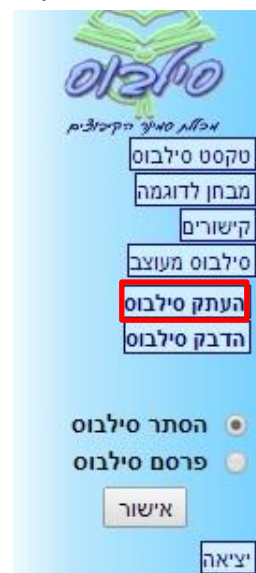 סילבוס
מכללת סמינר הקיבוצים
טקסט סילבוס
מבחן לדוגמה
קישורים
סילבוס מעוצב
העתק סילבוס
הדבק סילבוס
הסתר סילבוס
פרסם סילבוס
אישור
יציאה